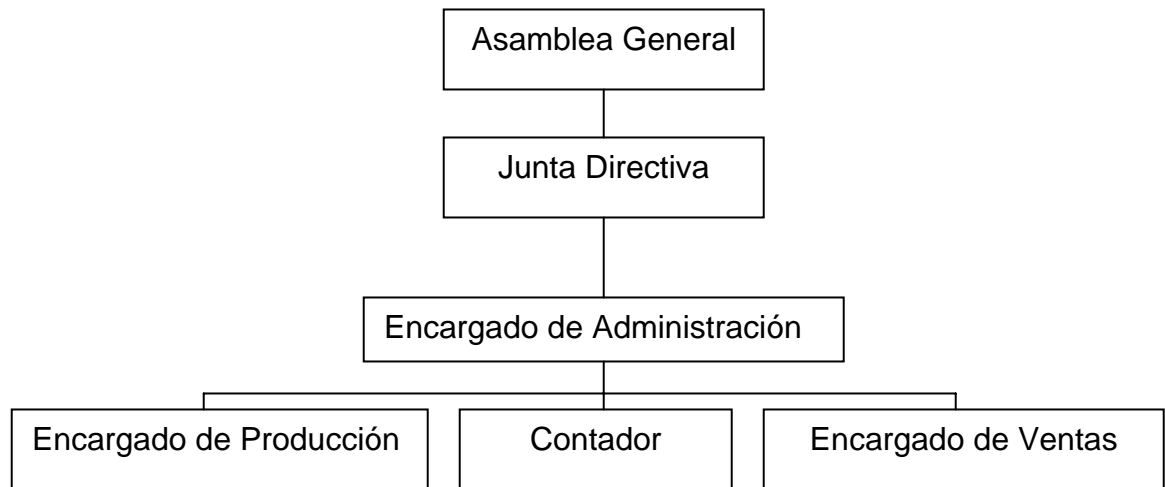 Asamblea General
Junta Directiva
Encargado de Administración
Encargado de Producción
Contador
Encargado de Ventas